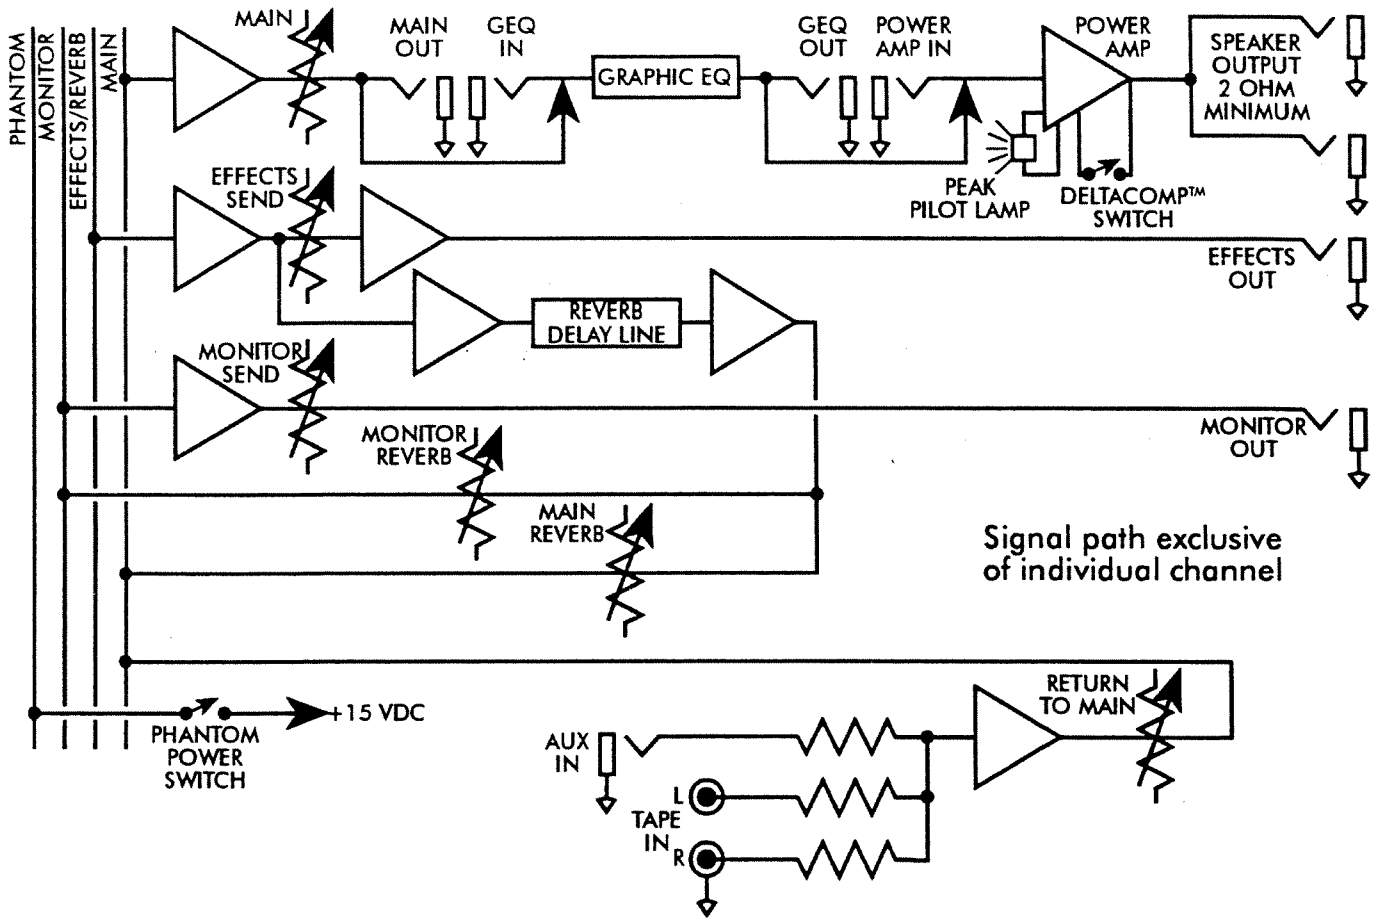 PHANTOM
MONITOR
EFFECTS/REVERB
MAIN
MAIN
MAIN
OUT
GEQ
IN
GRAPHIC EQ
GEQ
OUT
POWER
AMP IN
POWER
AMP
SPEAKER
OUTPUT
2 OHM
MINIMUM
PEAK
PILOT LAMP
DELTACOMP™
SWITCH
EFFECTS
SEND
EFFECTS
OUT
REVERB
DELAY LINE
MONITOR
SEND
MONITOR
OUT
MONITOR
REVERB
MAIN
REVERB
Signal path exclusive
of individual channel
+15 VDC
PHANTOM
POWER
SWITCH
RETURN
TO MAIN
AUX
IN
L
TAPE
IN
R